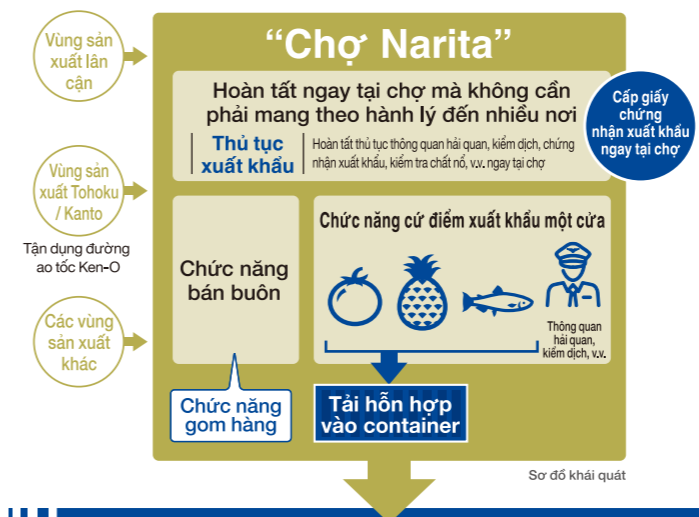 Vùng sản
xuất lân
cận
“Chợ Narita”
Hoàn tất ngay tại chợ mà không cần
phải mang theo hành lý đến nhiều nơi
Cấp giấy
chứng
nhận xuất khẩu
ngay tại chợ
Thủ tục
xuất khẩu
Hoàn tất thủ tục thông quan hải quan, kiểm dịch, chứng
nhận xuất khẩu, kiểm tra chất nổ, v.v. ngay tại chợ
Vùng sản
xuất Tohoku
/ Kanto
Tận dụng đường
ao tốc Ken-O
Các vùng
sản xuất
khác
Chức năng
bán buôn
Chức năng
gom hàng
Chức năng cứ điểm xuất khẩu một cửa
Thông quan
hải quan,
kiểm dịch, v.v.
Tải hỗn hợp
vào container
Sơ đồ khái quát